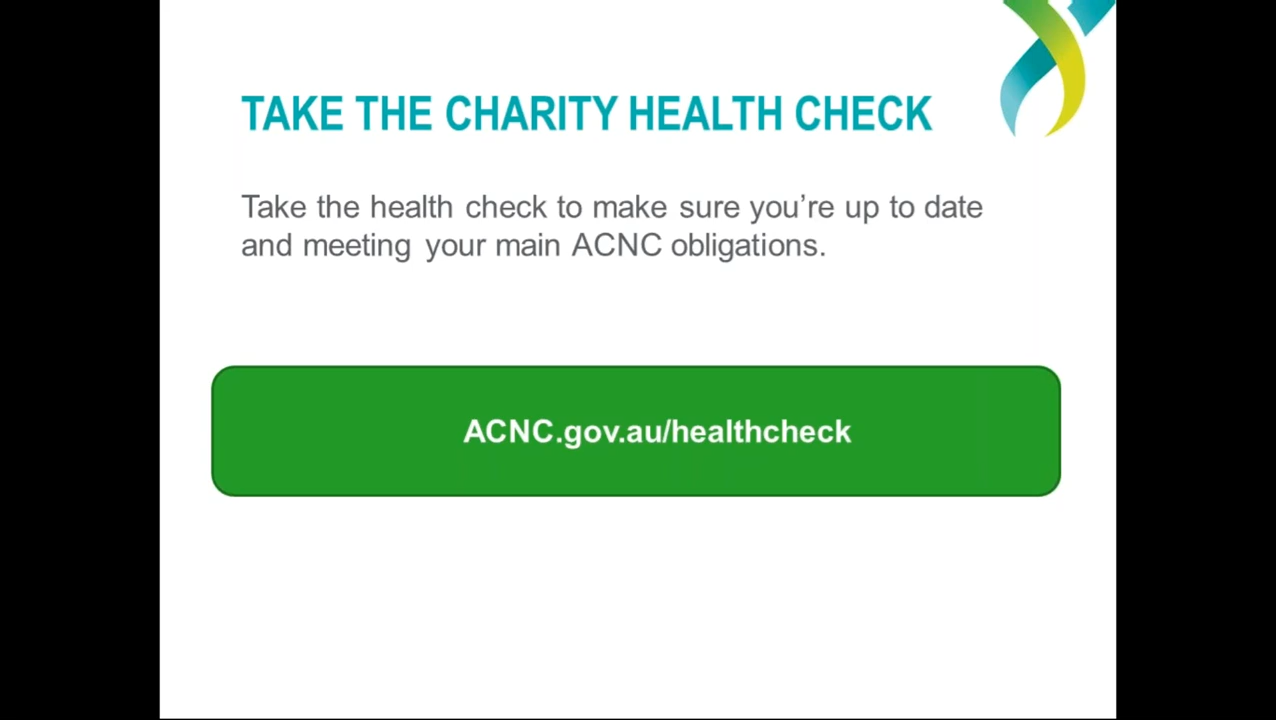 TAKE THE CHARITY HEALTH CHECK
Take the health check to make sure you’re up to date
and meeting your main ACNC obligations.
ACNC.gov.au/healthcheck